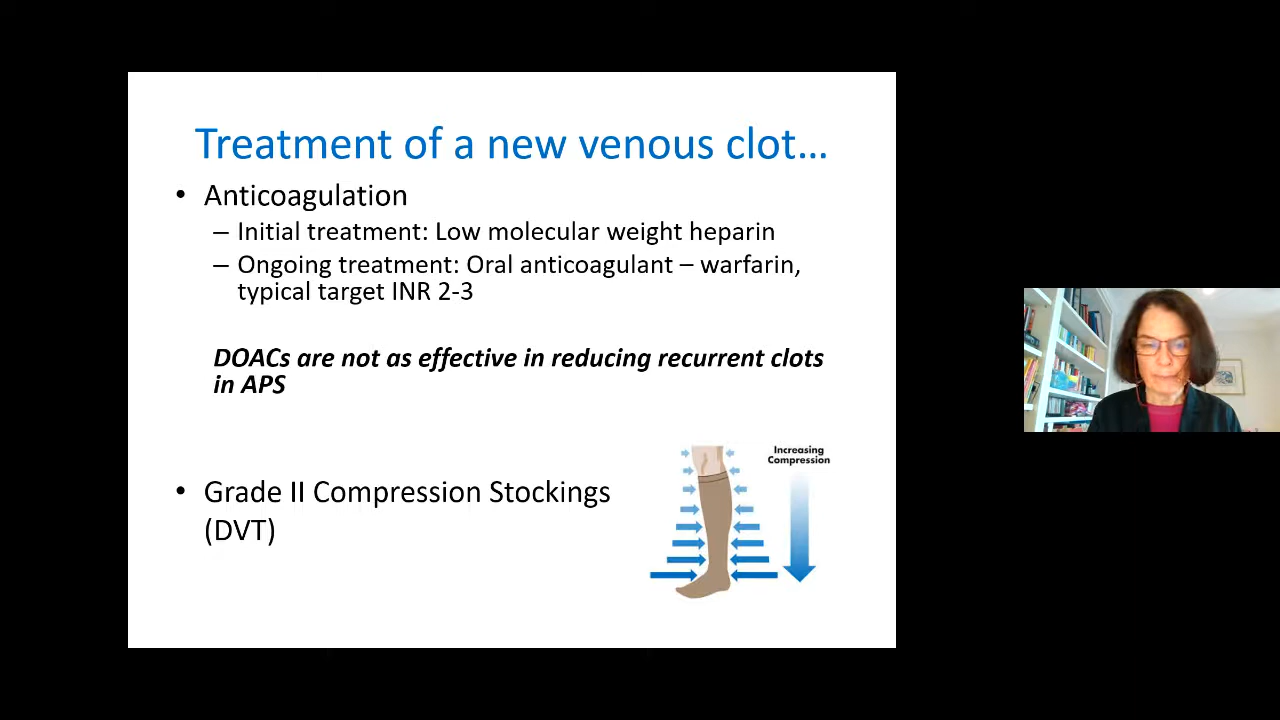 Treatment of a new venous clot…
• Anticoagulation
– Initial treatment: Low molecular weight heparin
– Ongoing treatment: Oral anticoagulant – warfarin,
typical target INR 2-3
DOACs are not as effective in reducing recurrent clots
in APS
• Grade II Compression Stockings
(DVT)
Increasing
Compression